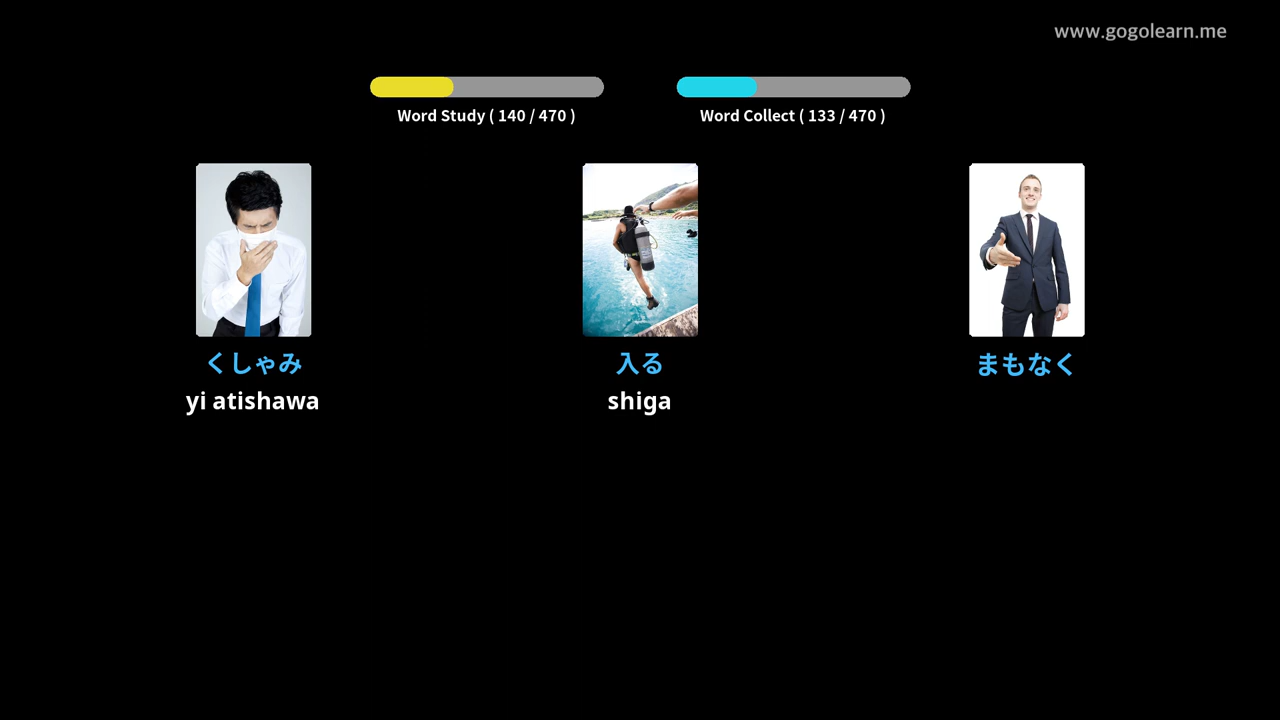 www.gogolearn.me
Word Study ( 140 / 470 )
Word Collect ( 133 / 470 )
くしゃみ
yi atishawa
入る
shiga
まもなく